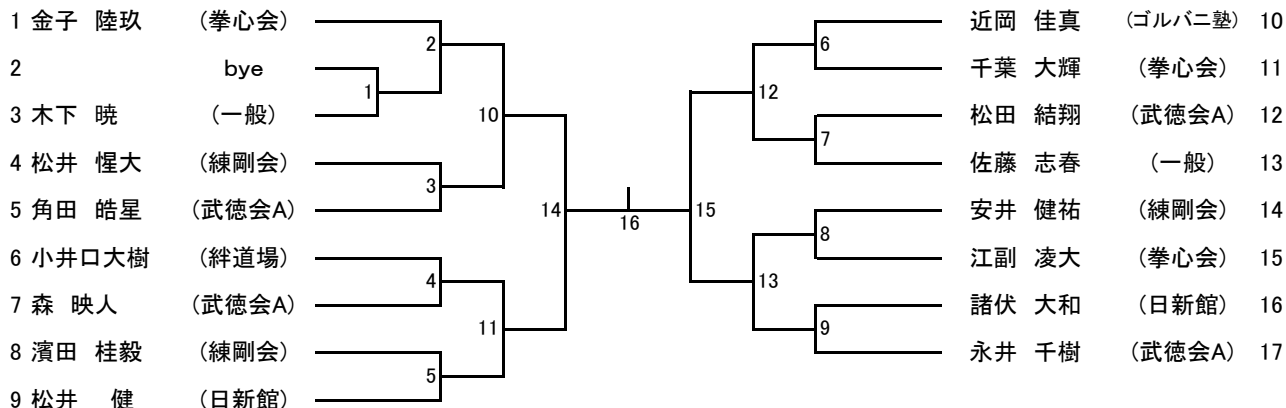 1 金子 陸玖 (拳心会)
2 bye
3 木下 暁 (一般)
4 松井 惺大 (練剛会)
5 角田 皓星 (武徳会A)
6 小井口大樹 (絆道場)
7 森 映人 (武徳会A)
8 濱田 桂毅 (練剛会)
9 松井 健 (日新館)
1
2
3
4
5
10
11
14
16
15
12
13
6
7
8
9
近岡 佳真 (ゴルバニ塾) 10
千葉 大輝 (拳心会) 11
松田 結翔 (武徳会A) 12
佐藤 志春 (一般) 13
安井 健祐 (練剛会) 14
江副 凌大 (拳心会) 15
諸伏 大和 (日新館) 16
永井 千樹 (武徳会A) 17